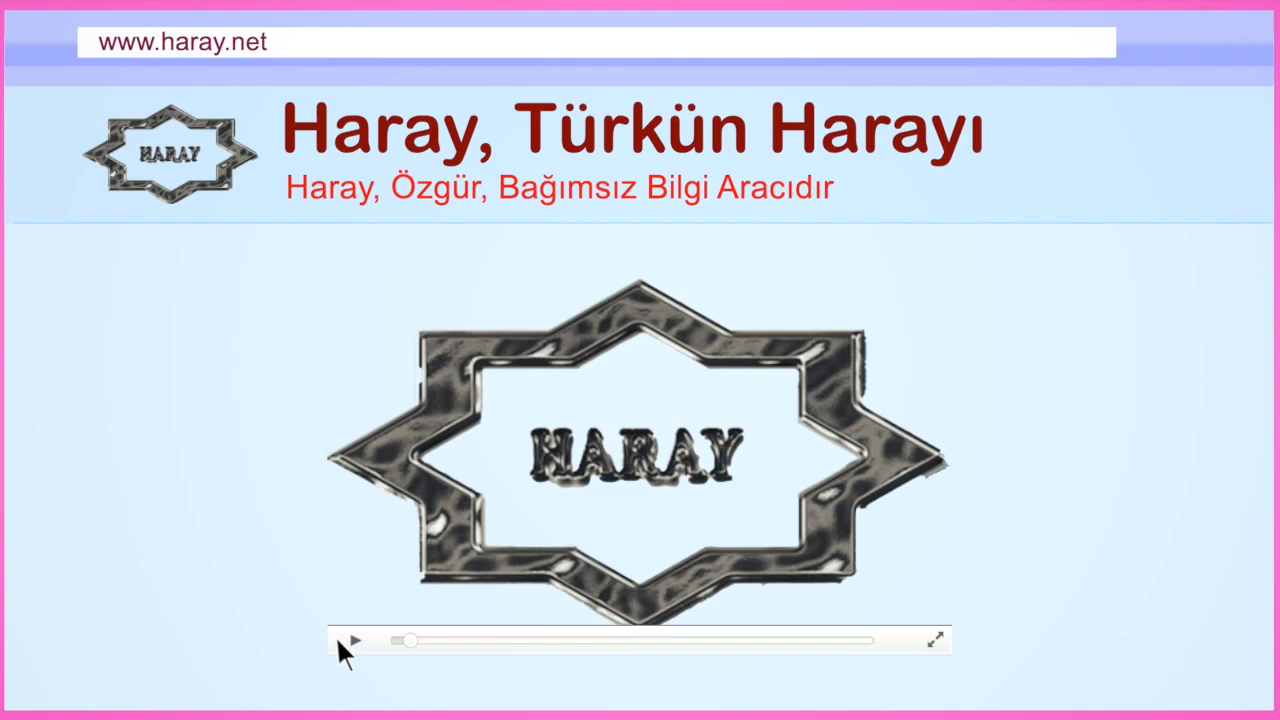 www.haray.net
HARAY
Haray, Türkün Harayı
Haray, Özgür, Bağımsız Bilgi Aracıdır
HARAY